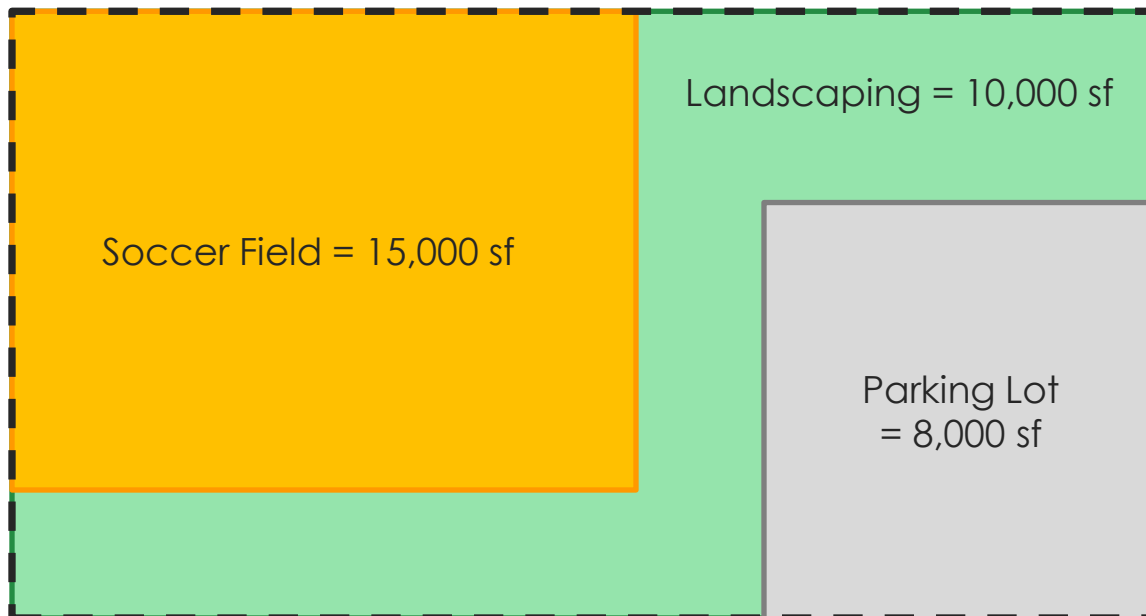 Landscaping = 10,000 sf
Soccer Field = 15,000 sf
Parking Lot
= 8,000 sf